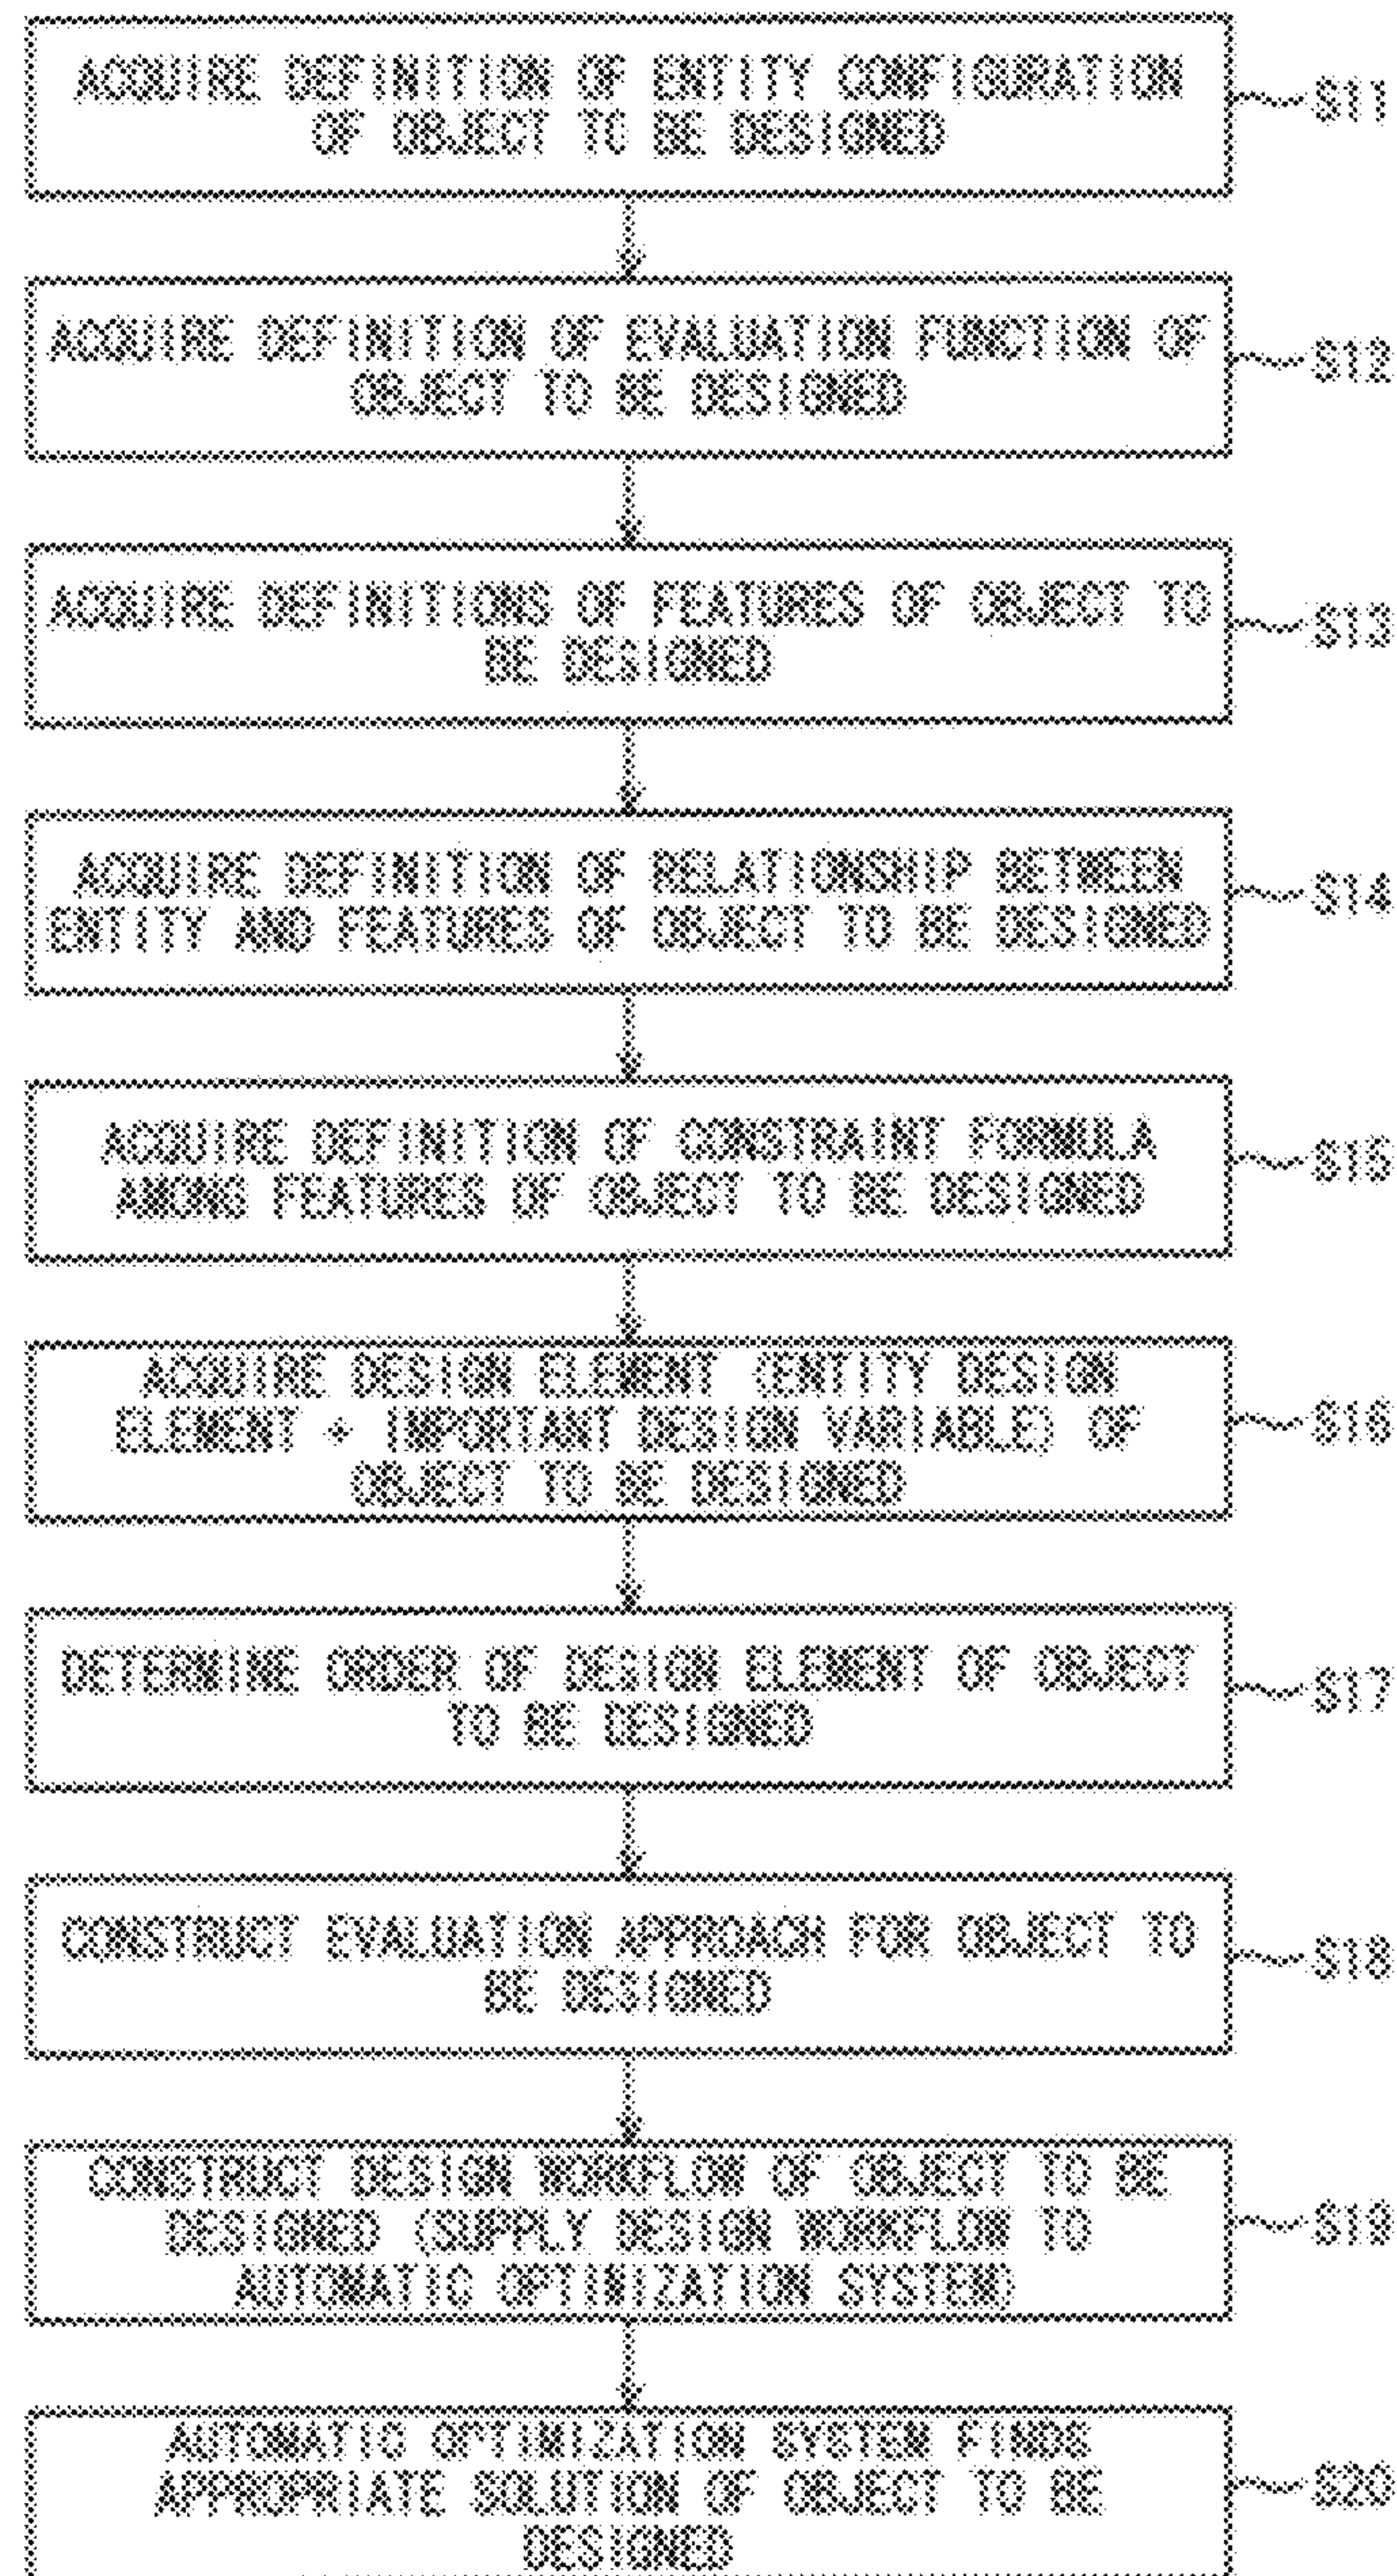 ACQUIRE DEFINITION OF ENTITY CONFIGURATION
OF OBJECT TO BE DESIGNED
S11
ACQUIRE DEFINITION OF EVALUATION FUNCTION OF
OBJECT TO BE DESIGNED
S12
ACQUIRE DEFINITIONS OF FEATURES OF OBJECT TO
BE DESIGNED
S13
ACQUIRE DEFINITION OF RELATIONSHIP BETWEEN
ENTITY AND FEATURES OF OBJECT TO BE DESIGNED
S14
ACQUIRE DEFINITION OF CONSTRAINT FORMULA
AMONG FEATURES OF OBJECT TO BE DESIGNED
S15
ACQUIRE DESIGN ELEMENT (ENTITY DESIGN
ELEMENT + IMPORTANT DESIGN VARIABLE) OF
OBJECT TO BE DESIGNED
S16
DETERMINE ORDER OF DESIGN ELEMENT OF OBJECT
TO BE DESIGNED
S17
CONSTRUCT EVALUATION APPROACH FOR OBJECT TO
BE DESIGNED
S18
CONSTRUCT DESIGN WORKFLOW OF OBJECT TO BE
DESIGNED (SUPPLY DESIGN WORKFLOW TO
AUTOMATIC OPTIMIZATION SYSTEM)
S19
AUTOMATIC OPTIMIZATION SYSTEM FINDS
APPROPRIATE SOLUTION OF OBJECT TO BE
DESIGNED
S20